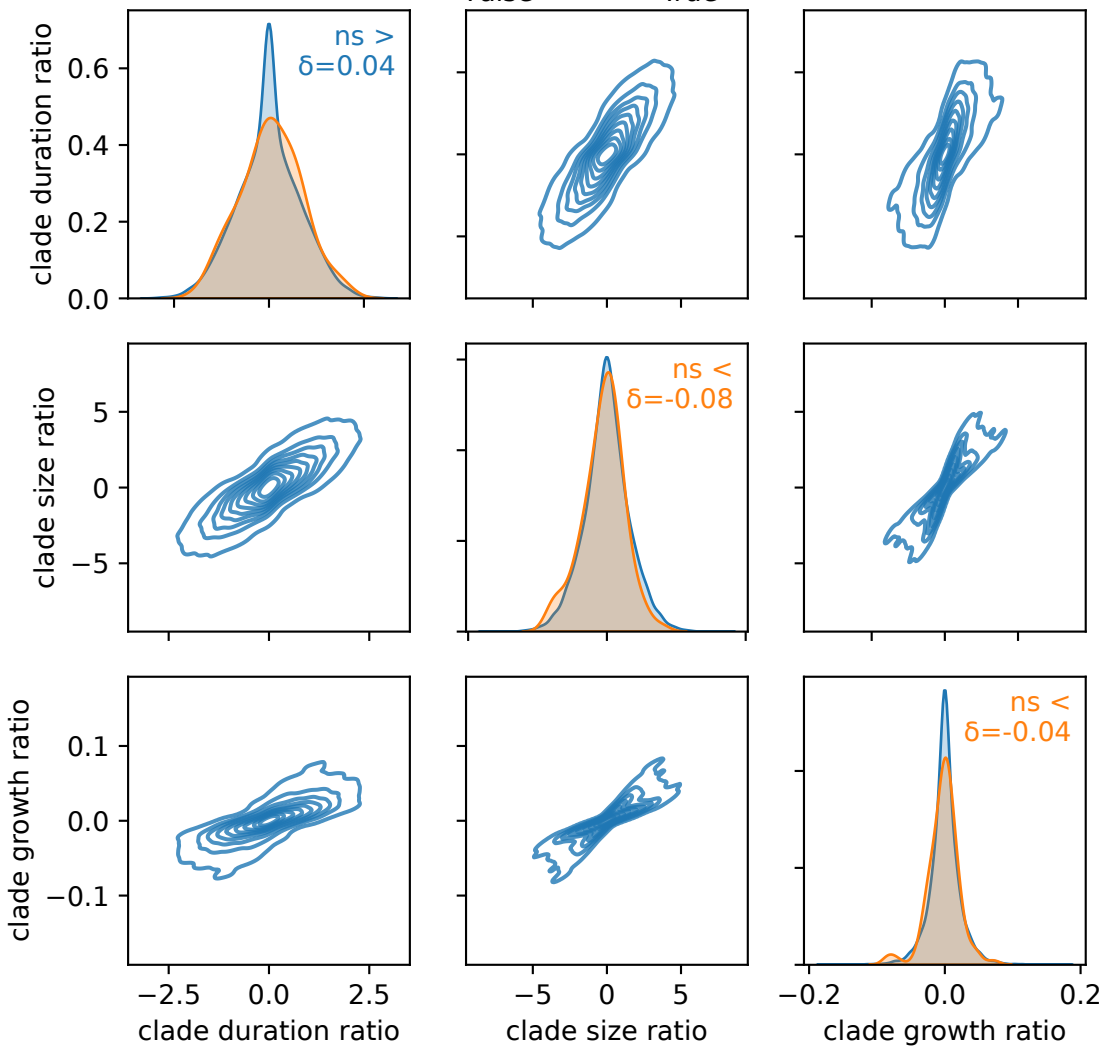 ns >
δ=0.04
clade duration ratio
0.6
0.4
0.2
0.0
ns <
δ=-0.08
clade size ratio
5
0
−5
ns <
δ=-0.04
clade growth ratio
0.1
0.0
−0.1
−2.5 0.0 2.5
−5 0 5
−0.2 0.0 0.2
clade duration ratio
clade size ratio
clade growth ratio